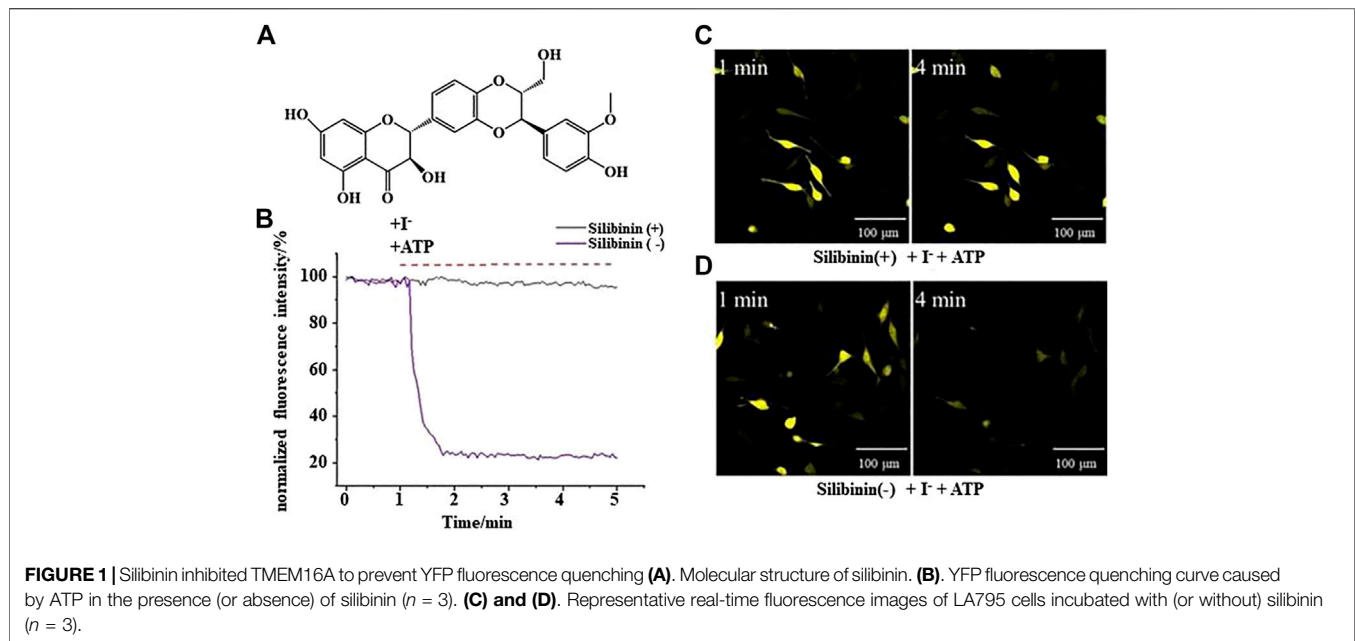 A
OH
HO
O
O
O
O
OH
OH
O
OH
B
+I-
+ATP
Silibinin (+)
Silibinin ( -)
normalized fluorescence intensity/%
100
80
60
40
20
0 1 2 3 4 5
Time/min
C
1 min
4 min
100 µm
100 µm
Silibinin(+) + I- + ATP
D
1 min
4 min
100 µm
100 µm
Silibinin(-) + I- + ATP
FIGURE 1 | Silibinin inhibited TMEM16A to prevent YFP fluorescence quenching (A). Molecular structure of silibinin. (B). YFP fluorescence quenching curve caused
by ATP in the presence (or absence) of silibinin (n = 3). (C) and (D). Representative real-time fluorescence images of LA795 cells incubated with (or without) silibinin
(n = 3).